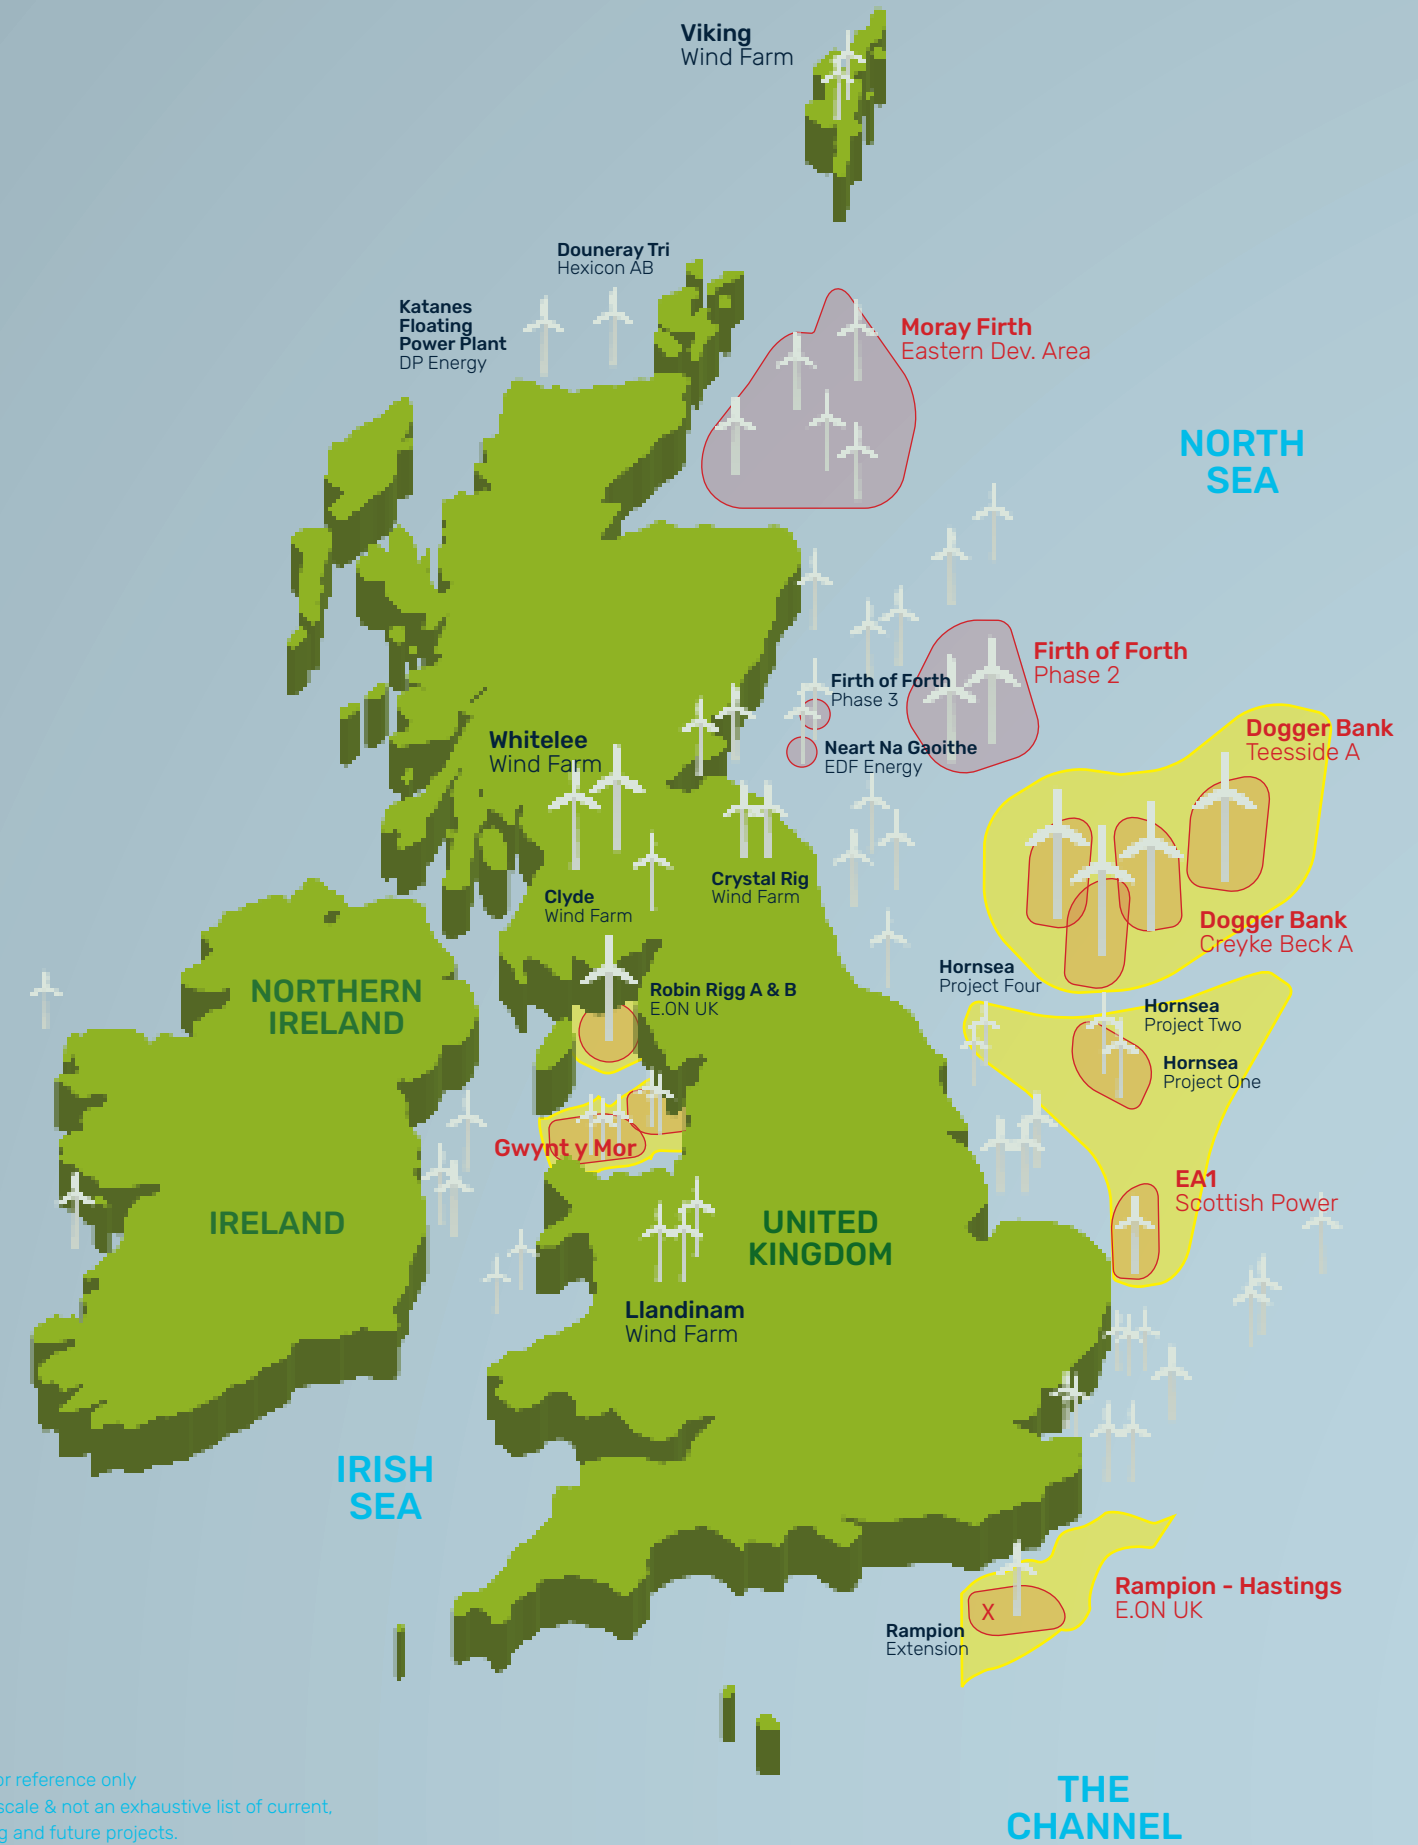 Viking
Wind Farm
Douneray Tri
Hexicon AB
Katanes
Floating
Power Plant
DP Energy
Moray Firth
Eastern Dev. Area
NORTH
SEA
Firth of Forth
Phase 2
Firth of Forth
Phase 3
Neart Na Gaoithe
EDF Energy
Whitelee
Wind Farm
Dogger Bank
Teesside A
Crystal Rig
Wind Farm
Clyde
Wind Farm
Dogger Bank
Creyke Beck A
Hornsea
Project Four
NORTHERN
IRELAND
Robin Rigg A & B
E.ON UK
Hornsea
Project Two
Hornsea
Project One
Gwynt y Mor
EA1
Scottish Power
IRELAND
UNITED
KINGDOM
Llandinam
Wind Farm
IRISH
SEA
Rampion - Hastings
E.ON UK
X
Rampion
Extension
or reference only
scale & not an exhaustive list of current,
g and future projects.
THE
CHANNEL